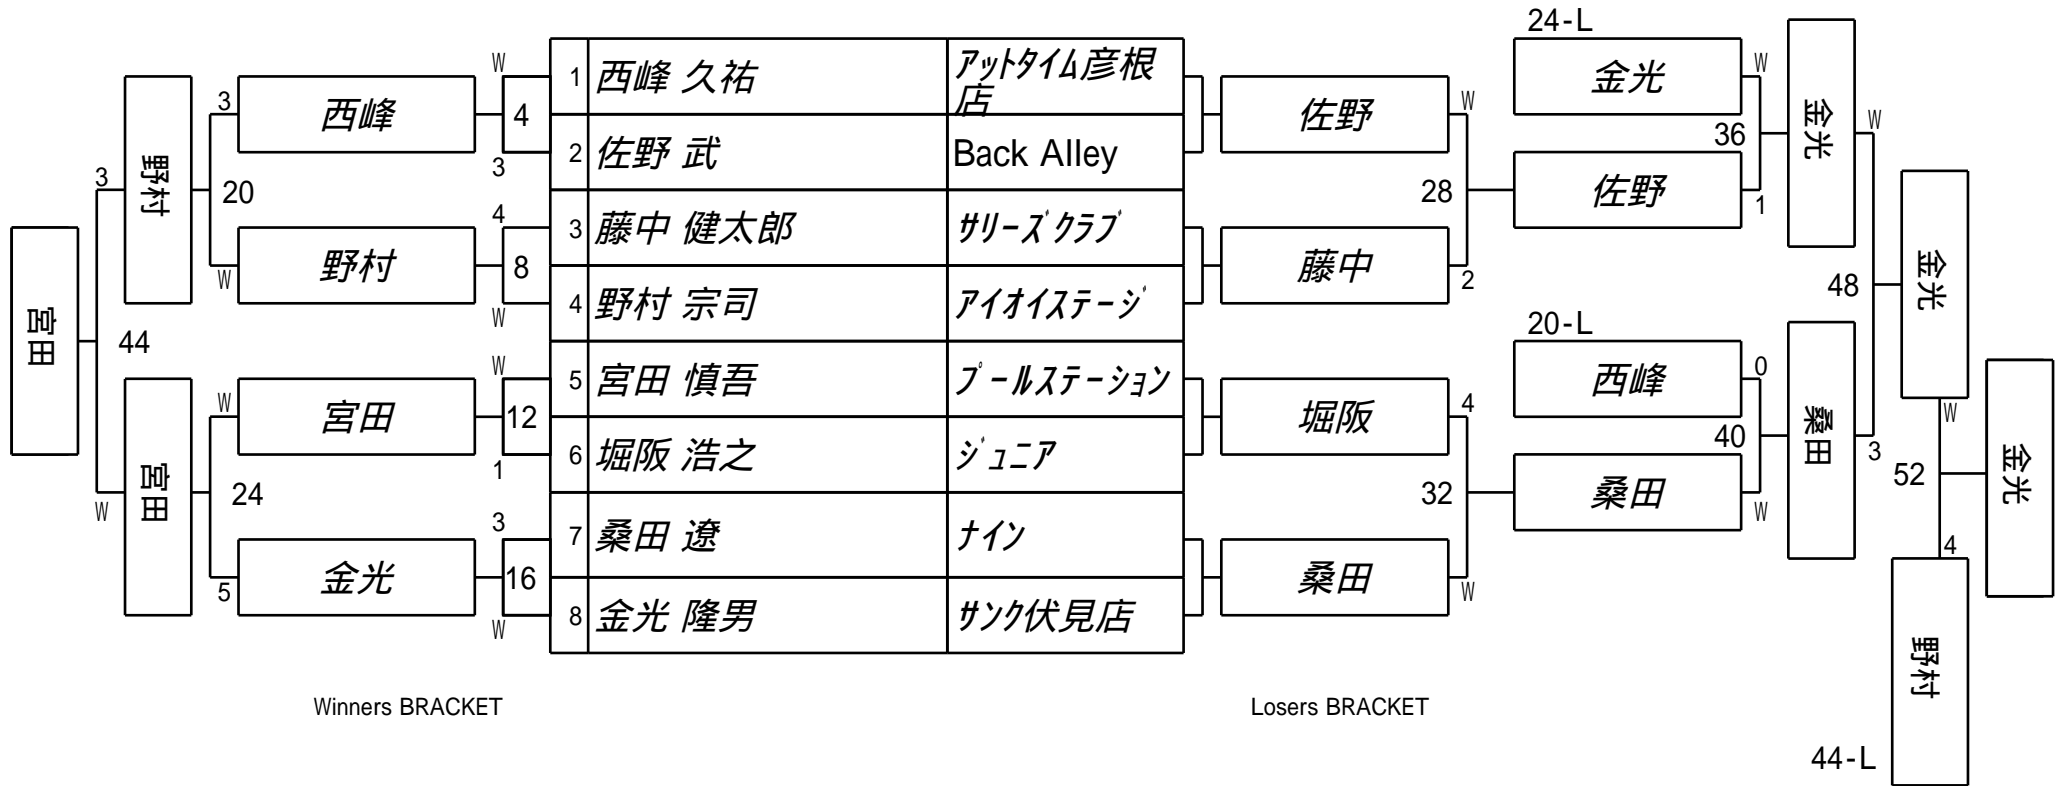 24-L
W
1 西峰 久祐 アットタイム彦根店
金光
W
3 西峰
4
佐野
W
金光
W
36
2 佐野 武 Back Alley
3
野村
3
20
28
佐野
1
4
3 藤中 健太郎 サリーズクラブ
W 野村
8
藤中
2
金光
48
4 野村 宗司 アイオイステージ
W
宮田
44
20-L
W
5 宮田 慎吾 プールステーション
西峰
0
W 宮田
12
堀阪
4
W
桑田
40
3
6 堀阪 浩之 ジュニア
1
52
金光
W
宮田
24
32
桑田
W
3
7 桑田 遼 ナイン
5 金光
16
桑田
W
4
8 金光 隆男 サンク伏見店
W
野村
Winners BRACKET
Losers BRACKET
44-L